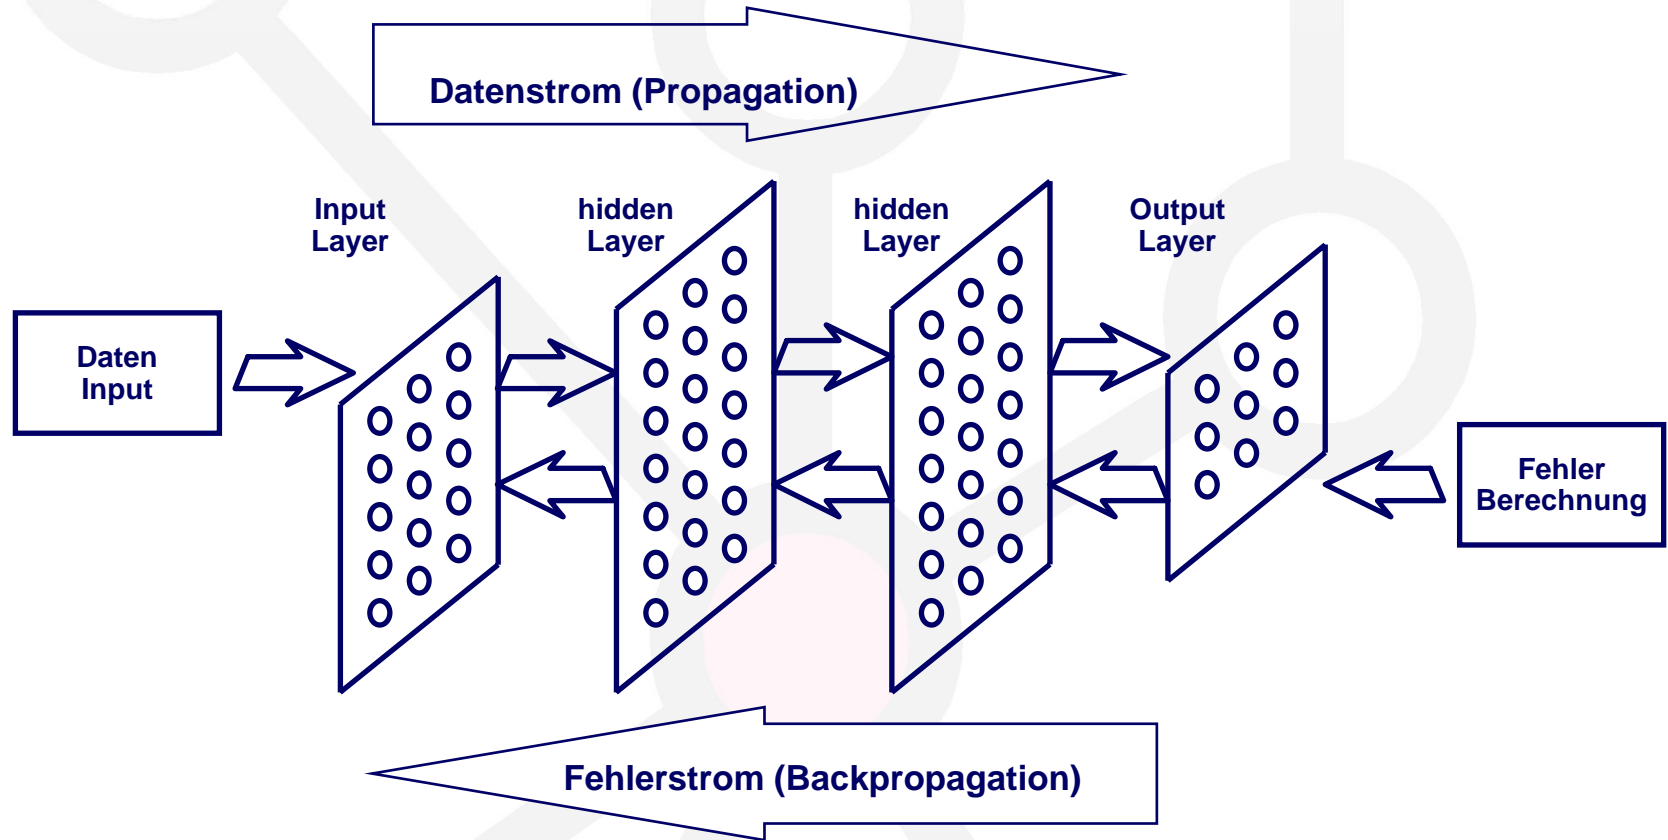 Datenstrom (Propagation)
Input
Layer
hidden
Layer
hidden
Layer
Output
Layer
Daten
Input
Fehler
Berechnung
Fehlerstrom (Backpropagation)